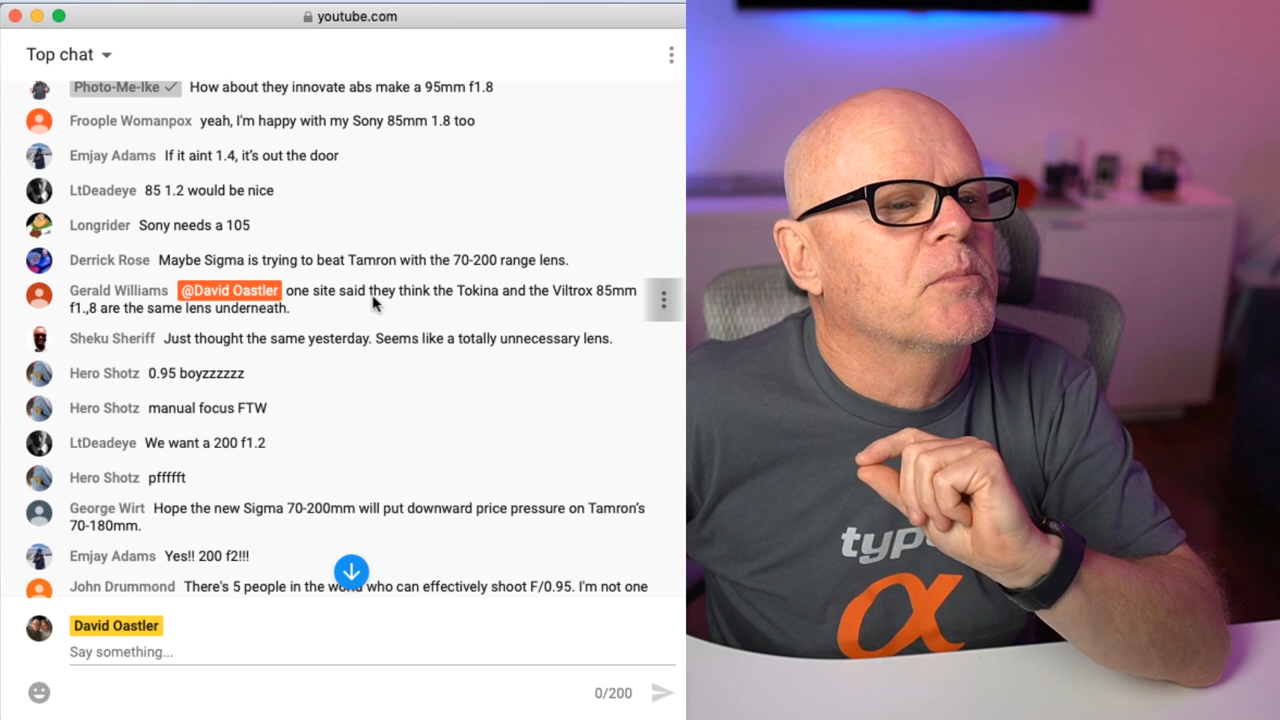 youtube.com
Top chat
Photo-Me-Ike How about they innovate abs make a 95mm f1.8
Froople Womanpox yeah, I'm happy with my Sony 85mm 1.8 too
Emjay Adams If it aint 1.4, it's out the door
LtDeadeye 85 1.2 would be nice
Longrider Sony needs a 105
Derrick Rose Maybe Sigma is trying to beat Tamron with the 70-200 range lens.
Gerald Williams @David Oastler one site said they think the Tokina and the Viltrox 85mm
f1.,8 are the same lens underneath.
Sheku Sheriff Just thought the same yesterday. Seems like a totally unnecessary lens.
Hero Shotz 0.95 boyzzzzzz
Hero Shotz manual focus FTW
LtDeadeye We want a 200 f1.2
Hero Shotz pffffft
George Wirt Hope the new Sigma 70-200mm will put downward price pressure on Tamron's
70-180mm.
Emjay Adams Yes!! 200 f2!!!
John Drummond There's 5 people in the world who can effectively shoot F/0.95. I'm not one
David Oastler
Say something...
0/200
typ
α